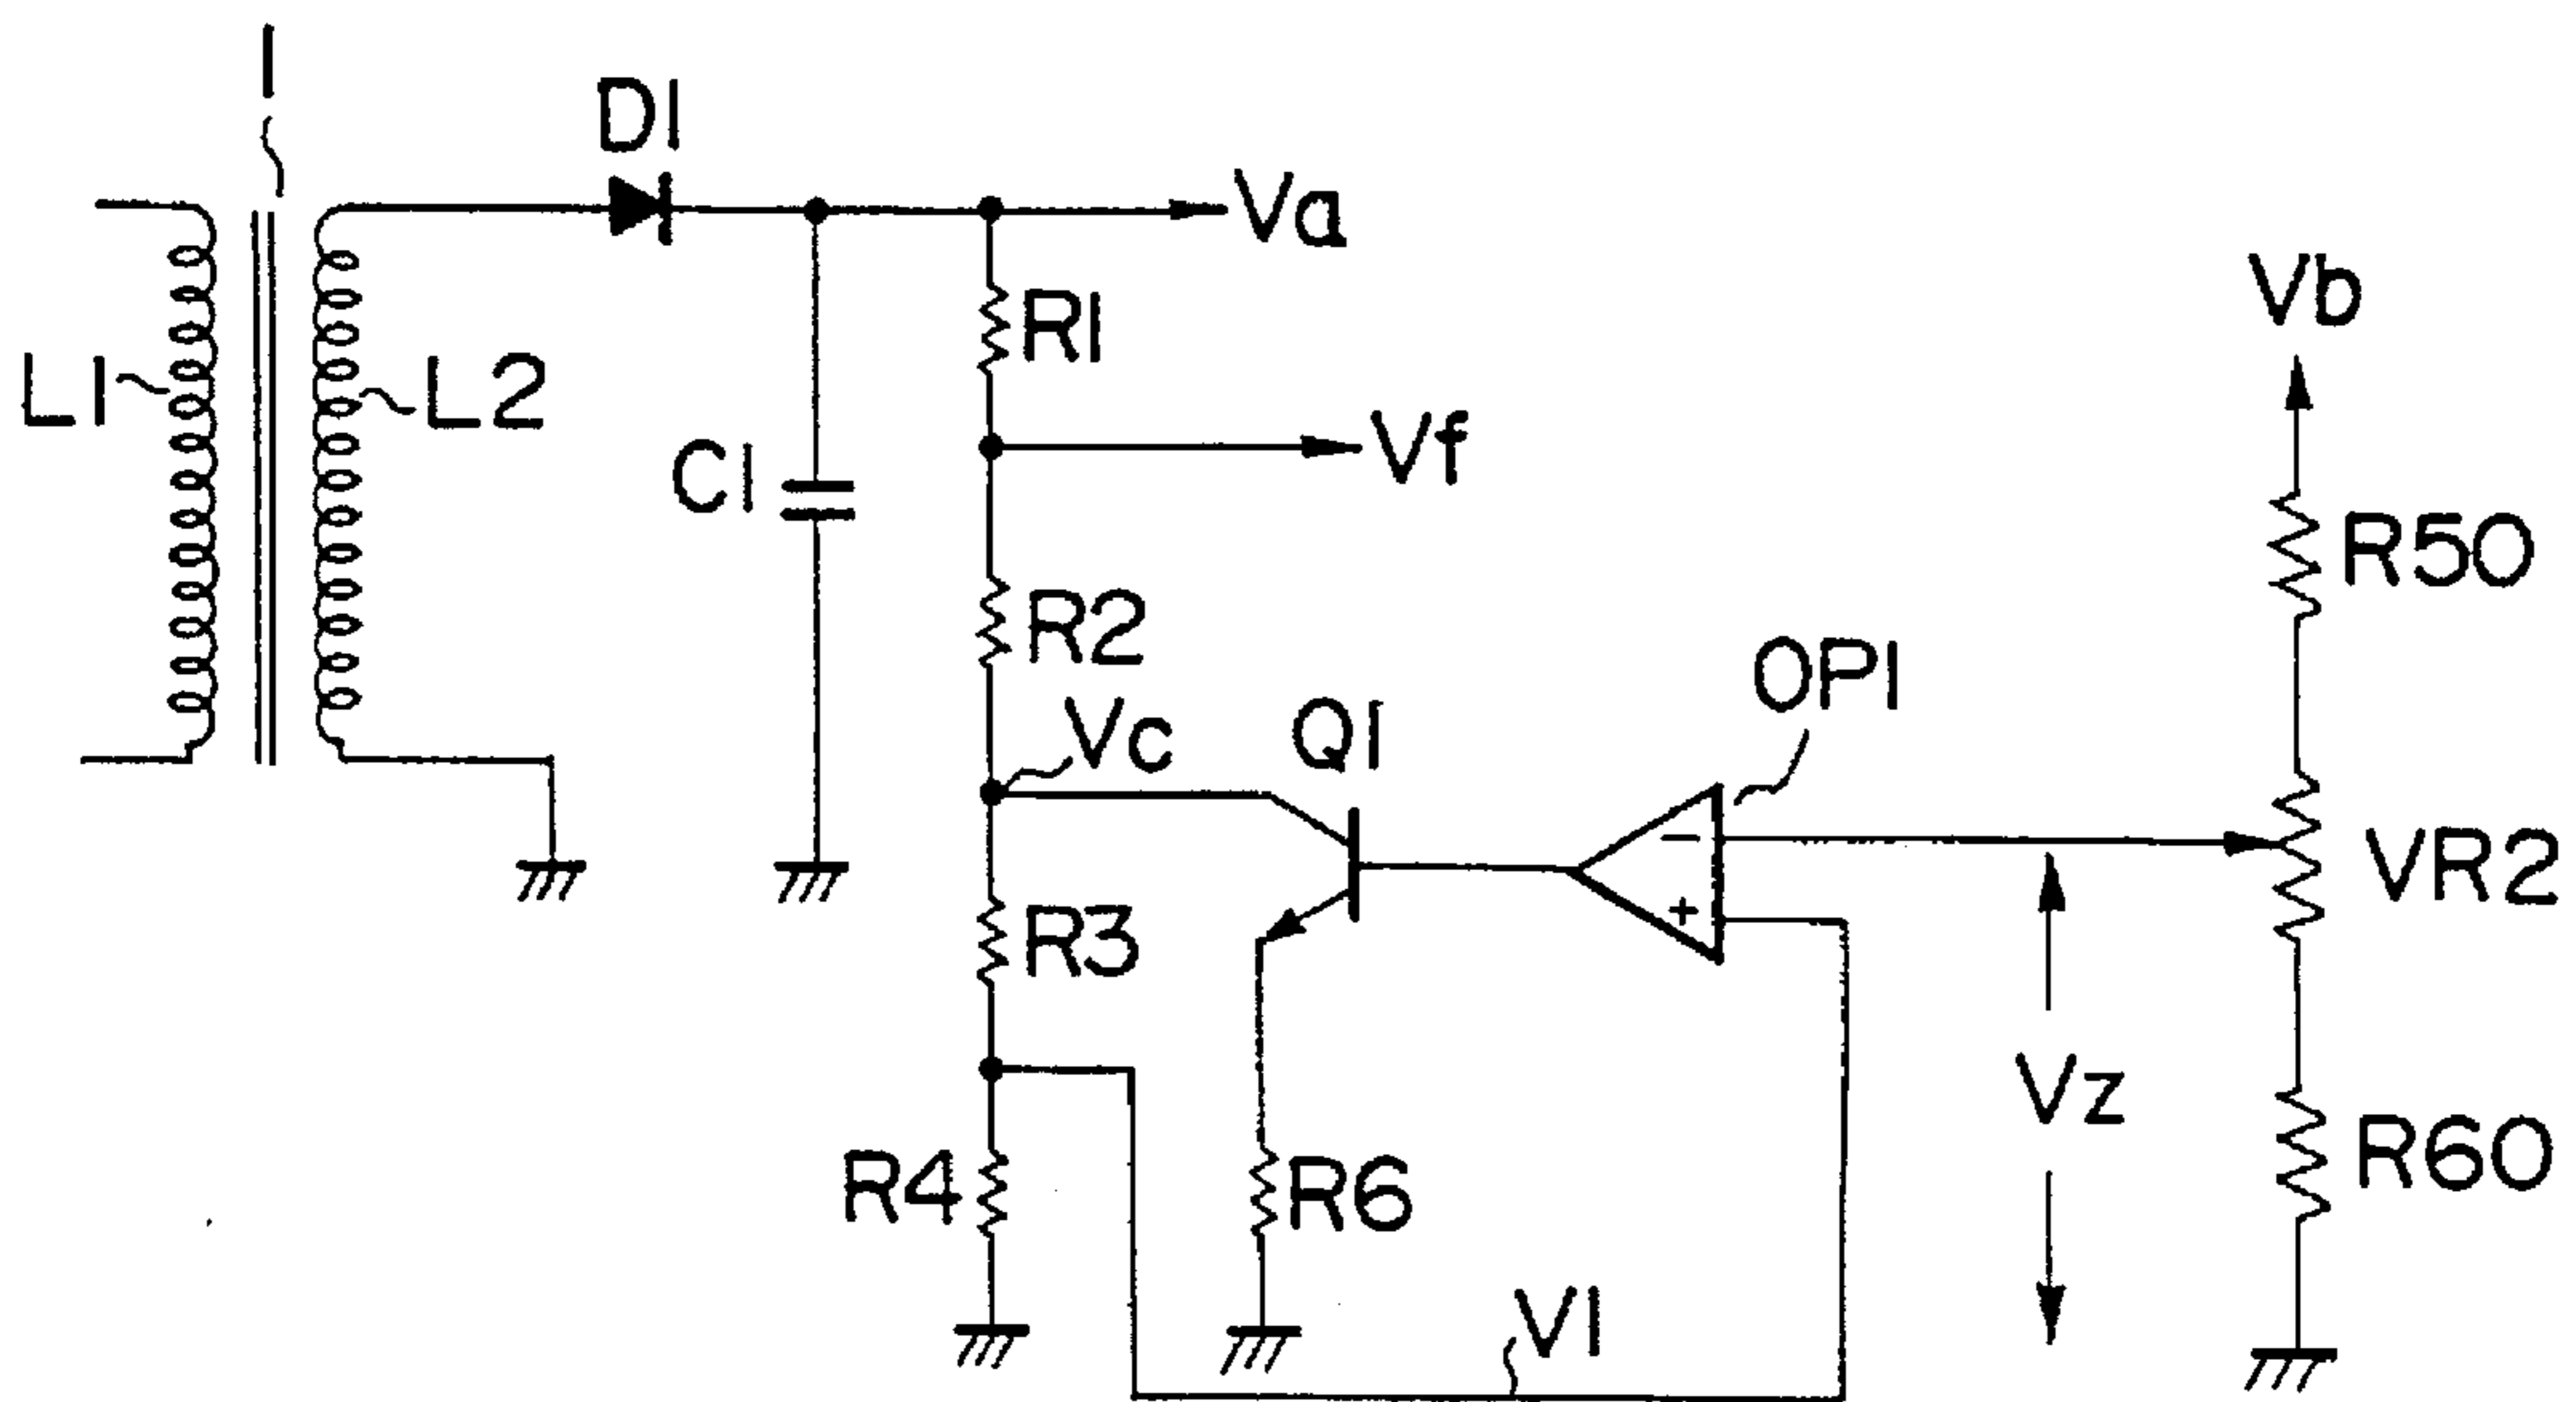 1
D1
Va
R1
Vb
L1
L2
Vf
C1
R50
R2
OP1
Vc
Q1
−
VR2
+
R3
Vz
R4
R6
R60
V1